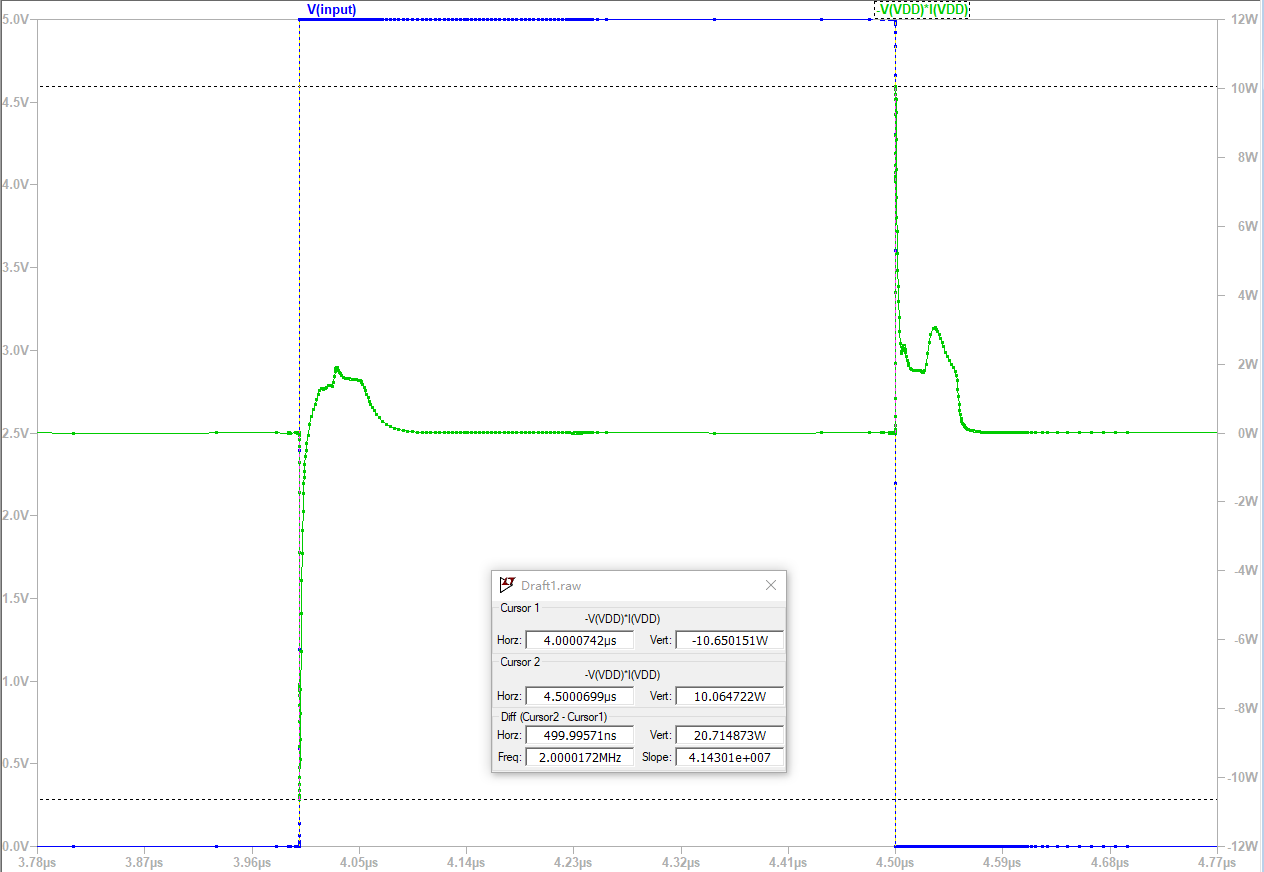 V(input)
-V(VDD)*I(VDD)
5.0V
4.5V
4.0V
3.5V
3.0V
2.5V
2.0V
1.5V
1.0V
0.5V
0.0V
12W
10W
8W
6W
4W
2W
0W
-2W
-4W
-6W
-8W
-10W
-12W
Draft1.raw
Cursor 1
-V(VDD)*I(VDD)
Horz: 4.0000742µs Vert: -10.650151W
Cursor 2
-V(VDD)*I(VDD)
Horz: 4.5000699µs Vert: 10.064722W
Diff (Cursor2 - Cursor1)
Horz: 499.99571ns Vert: 20.714873W
Freq: 2.0000172MHz Slope: 4.14301e+007
3.78µs 3.87µs 3.96µs 4.05µs 4.14µs 4.23µs 4.32µs 4.41µs 4.50µs 4.59µs 4.68µs 4.77µs